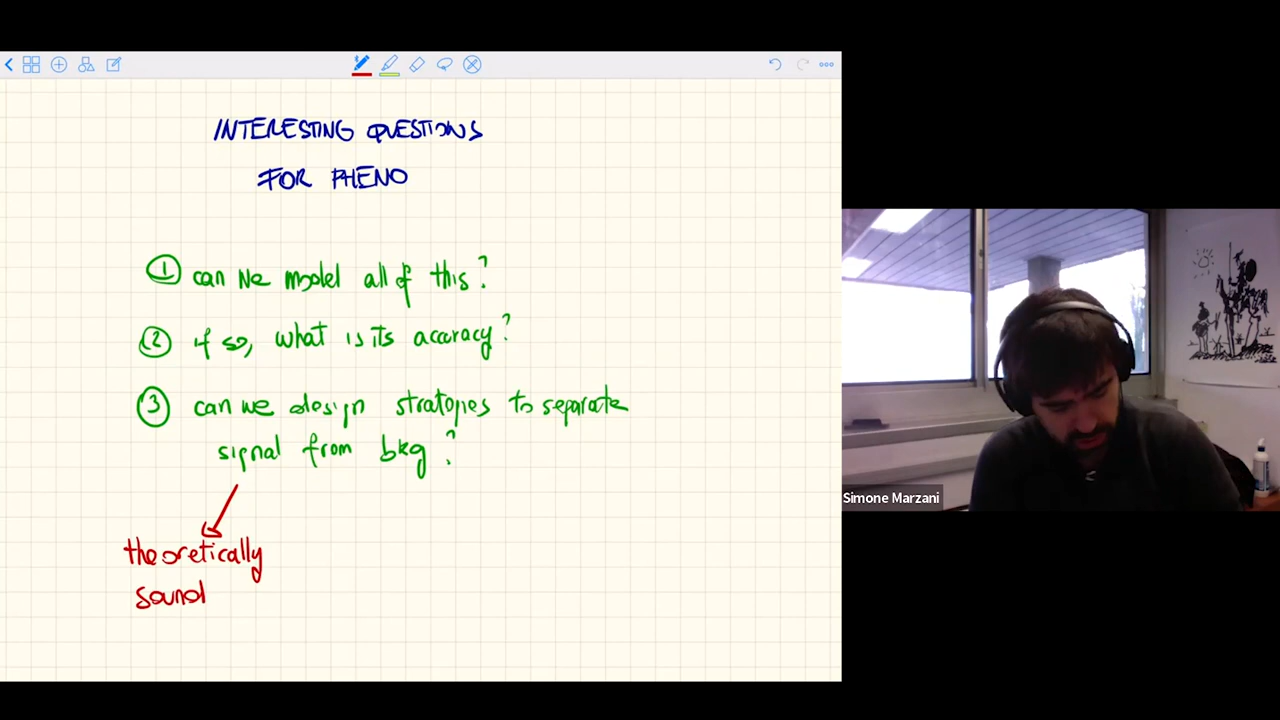 INTERESTING QUESTIONS
FOR PHENO
1 can we model all of this?
2 if so, what is its accuracy?
3 can we design stratogies to separate
signal from bkg?
theoretically
sound
Simone Marzani